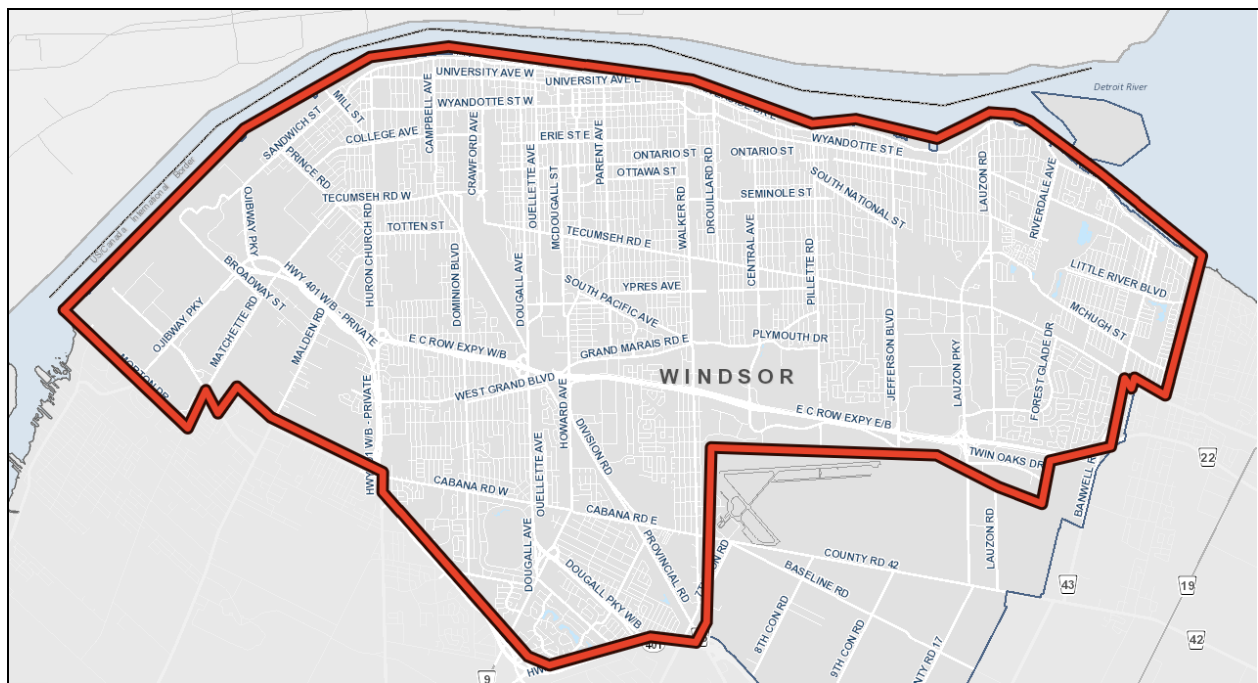 Detroit River
UNIVERSITY AVE W
UNIVERSITY AVE E
WYANDOTTE ST W
CAMPBELL AVE
MILL ST
SANDWICH ST
COLLEGE AVE
CRAWFORD AVE
ERIE ST E
PARENT AVE
WYANDOTTE ST E
PRINCE RD
OUELLETTE AVE
MCDOUGALL ST
ONTARIO ST
ONTARIO ST
OTTAWA ST
DROUILLARD RD
WALKER RD
SEMINOLE ST
SOUTH NATIONAL ST
LAUZON RD
RIVERDALE AVE
US/Canada International Border
OJIBWAY PKY
TECUMSEH RD W
TOTTEN ST
HURON CHURCH RD
TECUMSEH RD E
CENTRAL AVE
PILLETTE RD
BROADWAY ST
HWY 401 W/B - PRIVATE
DOMINION BLVD
DOUGALL AVE
SOUTH PACIFIC AVE
YPRES AVE
LITTLE RIVER BLVD
MCHUGH ST
OJIBWAY PKY
MATCHETTE RD
MALDEN RD
E C ROW EXPY W/B
GRAND MARAIS RD E
PLYMOUTH DR
JEFFERSON BLVD
LAUZON PKY
FOREST GLADE DR
WEST GRAND BLVD
WINDSOR
HOWARD AVE
E C ROW EXPY E/B
DIVISION RD
OUELLETTE AVE
TWIN OAKS DR
22
CABANA RD W
CABANA RD E
PROVINCIAL RD
LAUZON RD
DOUGALL AVE
DOUGALL PKY W/B
COUNTY RD 42
BASELINE RD
8TH CON RD
9TH CON RD
43
19
42
401
9